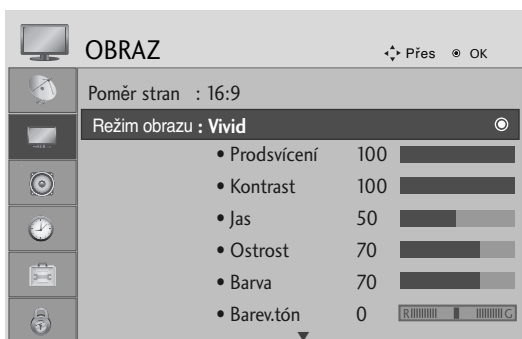 OBRAZ Přes OK
Poměr stran : 16:9
Režim obrazu : Vivid
• Prodsvícení 100
• Kontrast 100
• Jas 50
• Ostrost 70
• Barva 70
• Barev.tón 0 R G